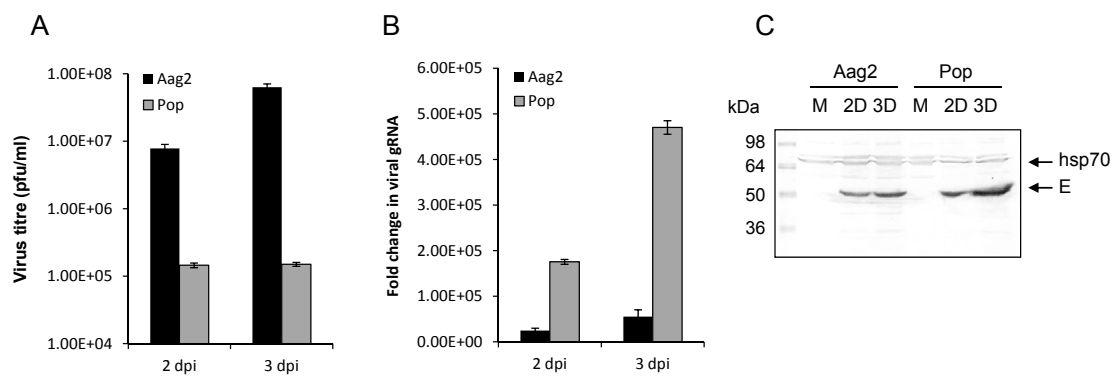 A
Virus titre (pfu/ml)
1.00E+08
1.00E+07
1.00E+06
1.00E+05
1.00E+04
Aag2
Pop
2 dpi 3 dpi
B
Fold change in viral gRNA
6.00E+05
5.00E+05
4.00E+05
3.00E+05
2.00E+05
1.00E+05
0.00E+00
Aag2
Pop
2 dpi 3 dpi
C
Aag2 Pop
kDa M 2D 3D M 2D 3D
98
64
50
36
hsp70
E